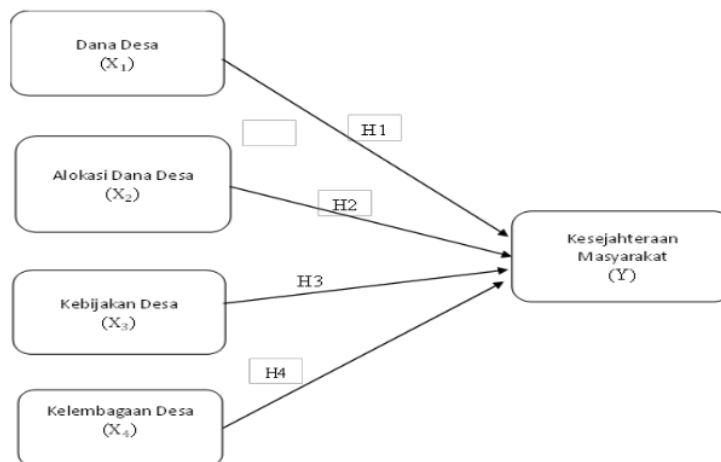 Dana Desa
(X₁)
H1
Alokasi Dana Desa
(X₂)
H2
Kesejahteraan
Masyarakat
(Y)
Kebijakan Desa
(X₃)
H3
H4
Kelembagaan Desa
(X₄)